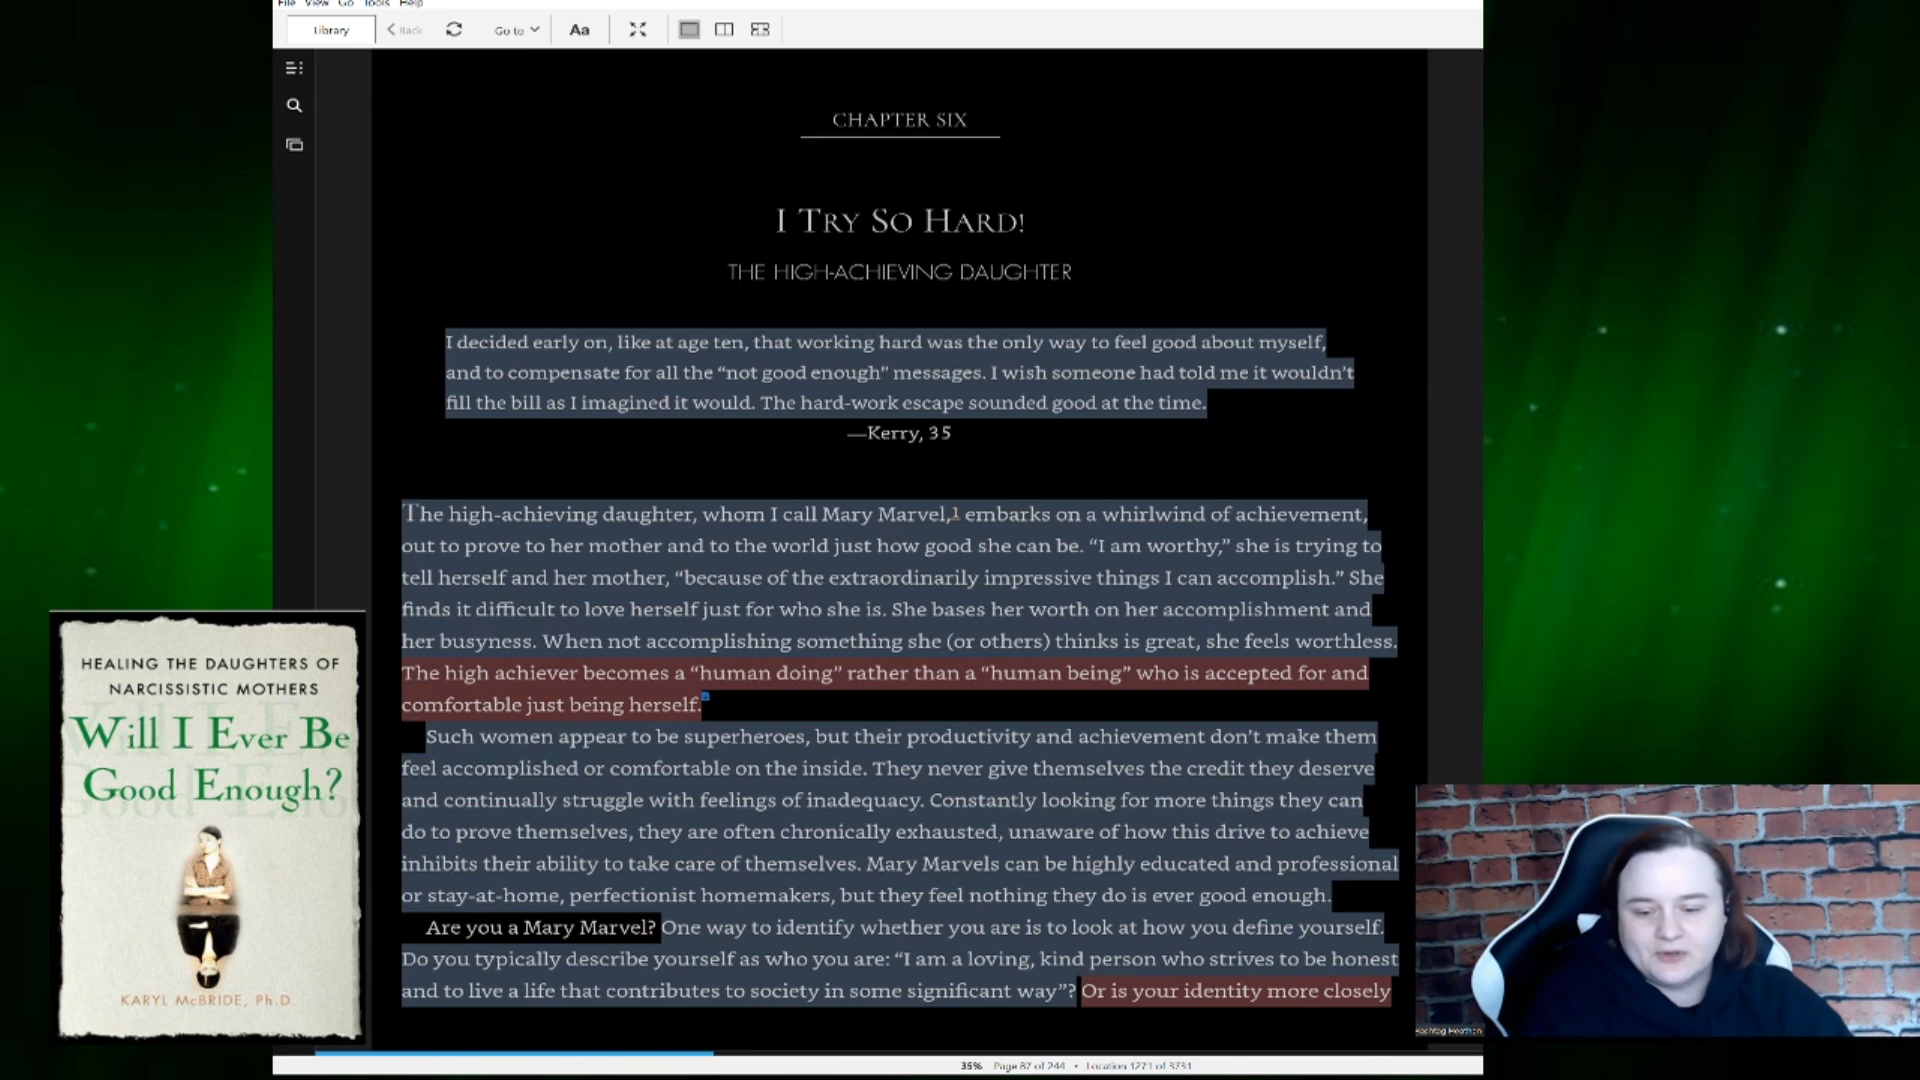 File View Go Tools Help
Library
Back
Go to
Aa
CHAPTER SIX
I TRY SO HARD!
THE HIGH-ACHIEVING DAUGHTER
I decided early on, like at age ten, that working hard was the only way to feel good about myself,
and to compensate for all the “not good enough” messages. I wish someone had told me it wouldn’t
fill the bill as I imagined it would. The hard-work escape sounded good at the time.
—Kerry, 35
The high-achieving daughter, whom I call Mary Marvel,1 embarks on a whirlwind of achievement,
out to prove to her mother and to the world just how good she can be. “I am worthy,” she is trying to
tell herself and her mother, “because of the extraordinarily impressive things I can accomplish.” She
finds it difficult to love herself just for who she is. She bases her worth on her accomplishment and
her busyness. When not accomplishing something she (or others) thinks is great, she feels worthless.
The high achiever becomes a “human doing” rather than a “human being” who is accepted for and
comfortable just being herself.
Such women appear to be superheroes, but their productivity and achievement don’t make them
feel accomplished or comfortable on the inside. They never give themselves the credit they deserve
and continually struggle with feelings of inadequacy. Constantly looking for more things they can
do to prove themselves, they are often chronically exhausted, unaware of how this drive to achieve
inhibits their ability to take care of themselves. Mary Marvels can be highly educated and professional
or stay-at-home, perfectionist homemakers, but they feel nothing they do is ever good enough.
Are you a Mary Marvel? One way to identify whether you are is to look at how you define yourself.
Do you typically describe yourself as who you are: “I am a loving, kind person who strives to be honest
and to live a life that contributes to society in some significant way”? Or is your identity more closely
35% Page 87 of 244 • Location 1271 of 3731
HEALING THE DAUGHTERS OF
NARCISSISTIC MOTHERS
Will I Ever Be
Good Enough?
KARYL McBRIDE, Ph.D.
Hashtag Heathen